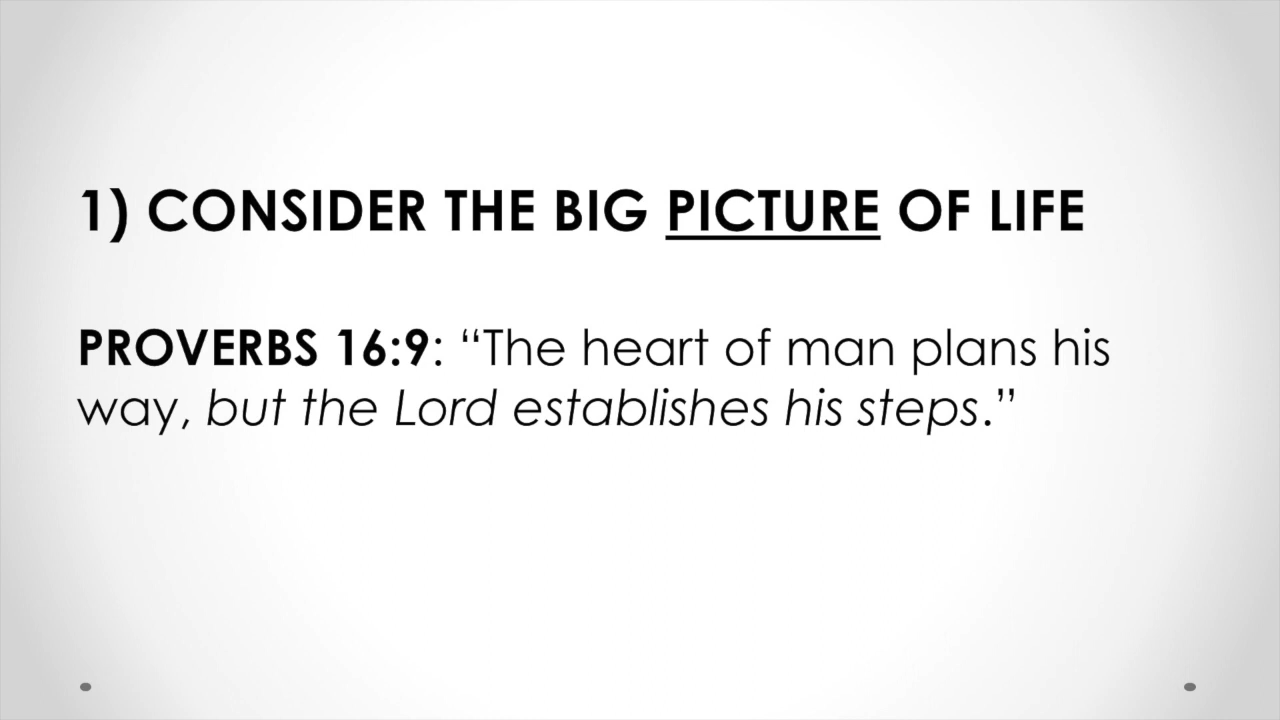 1) CONSIDER THE BIG PICTURE OF LIFE
PROVERBS 16:9: “The heart of man plans his
way, but the Lord establishes his steps.”